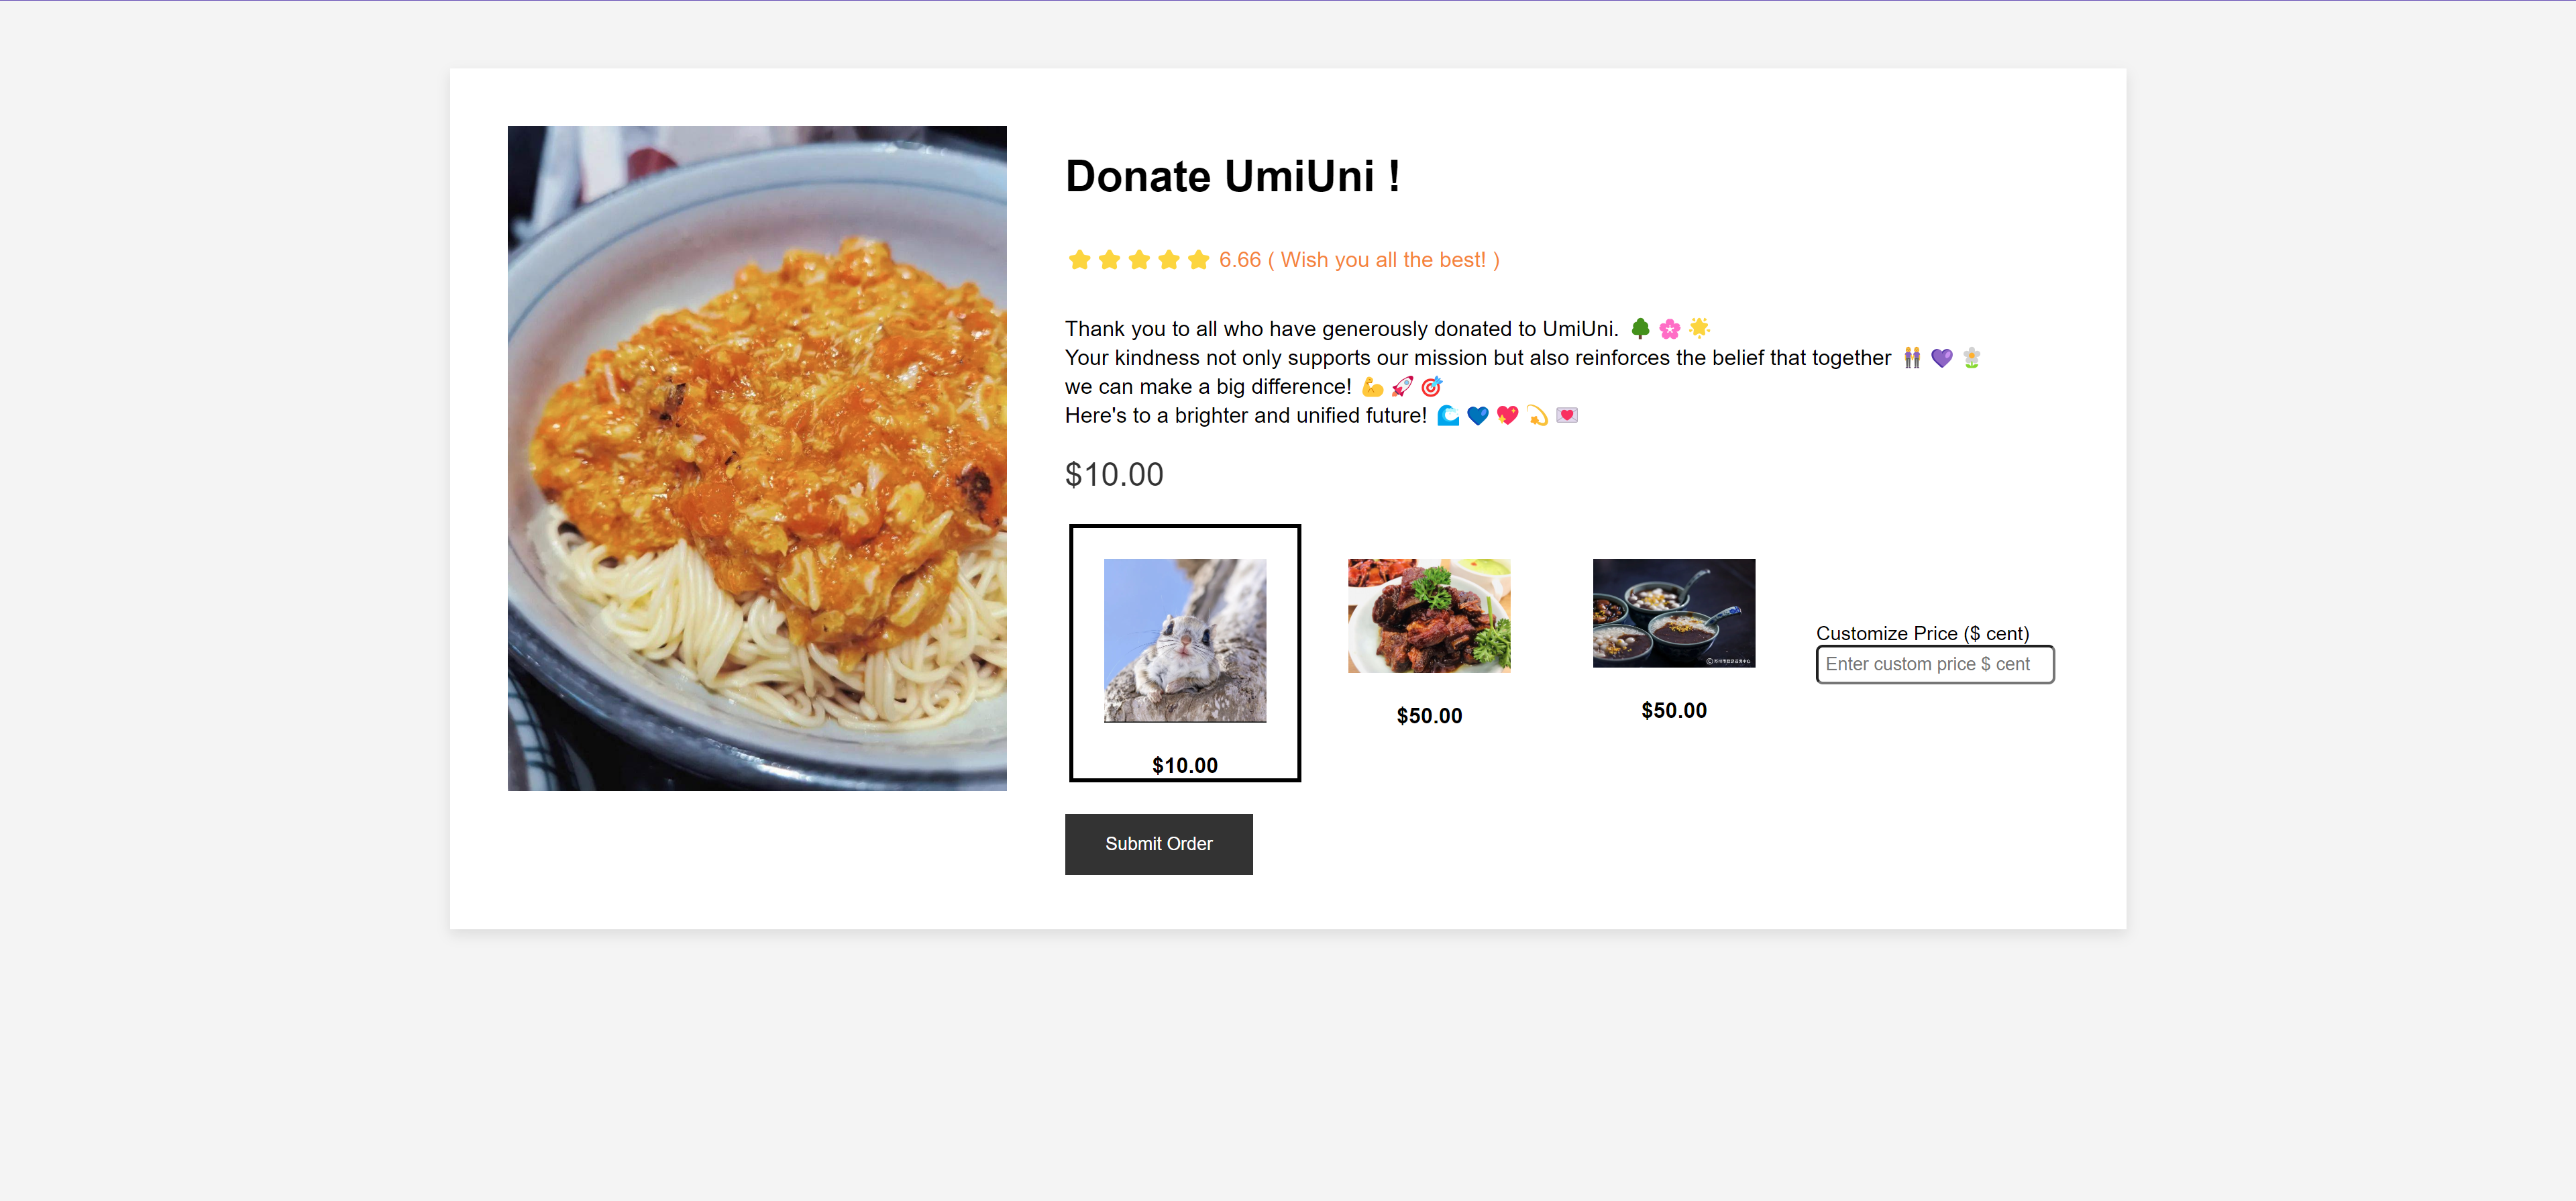 Donate UmiUni !
6.66 ( Wish you all the best! )
Thank you to all who have generously donated to UmiUni. 🌳 🌸 🌟
Your kindness not only supports our mission but also reinforces the belief that together 👭 💜 🌼
we can make a big difference! 💪 🚀 🎯
Here's to a brighter and unified future! 🌊 💙 💖 💫 💌
$10.00
$10.00
$50.00
$50.00
Customize Price ($ cent)
Enter custom price $ cent
Submit Order